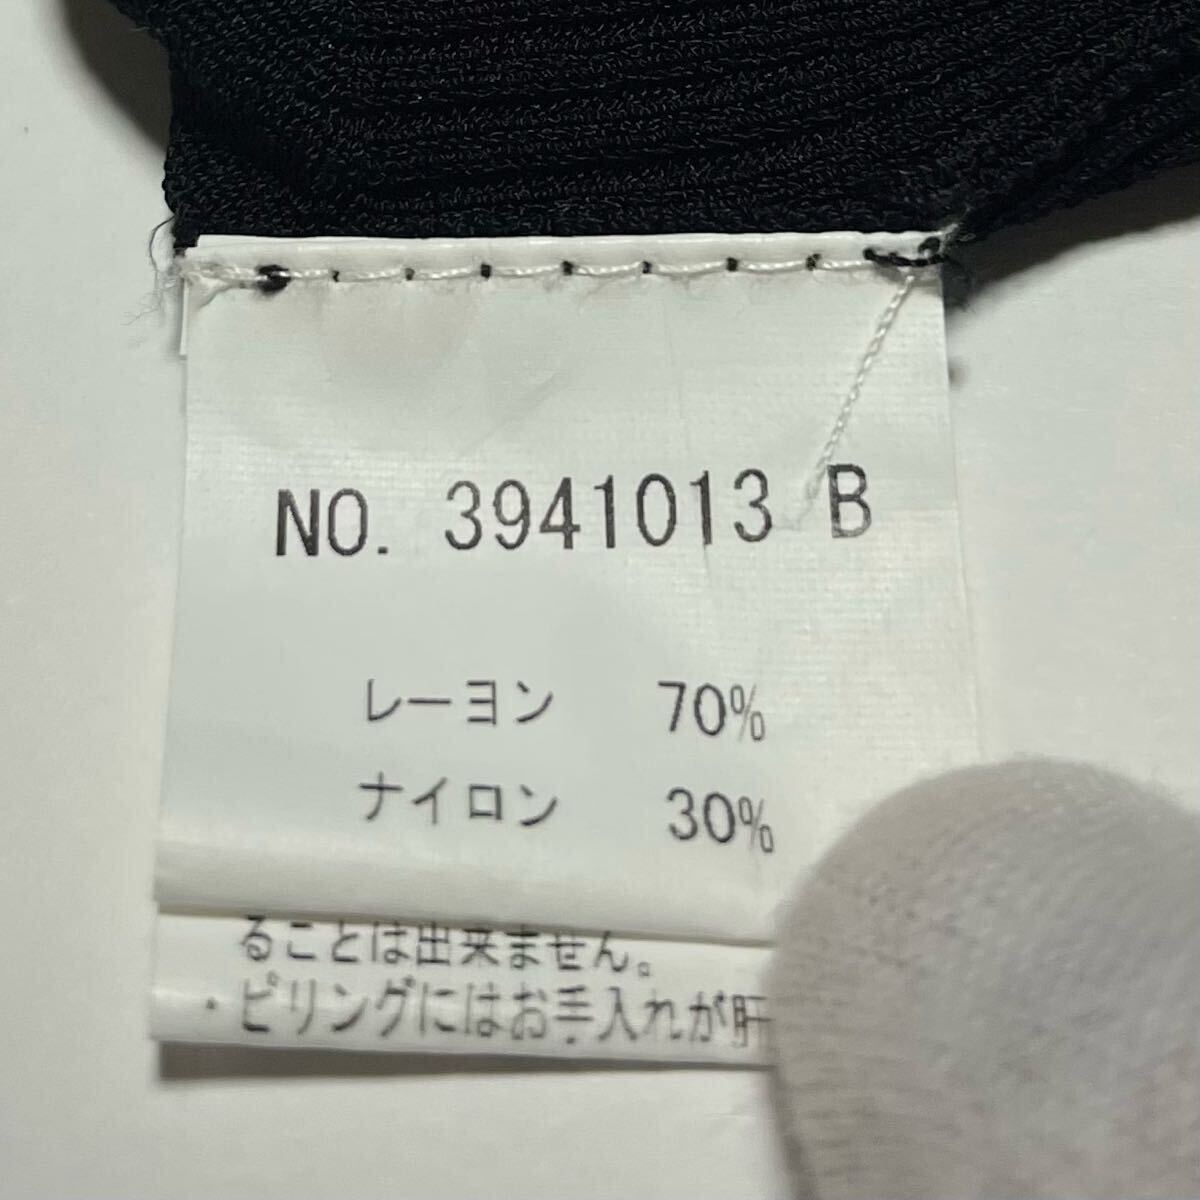 NO. 3941013 B
レーヨン 70%
ナイロン 30%
ることは出来ません。
・ピリングにはお手入れが肝